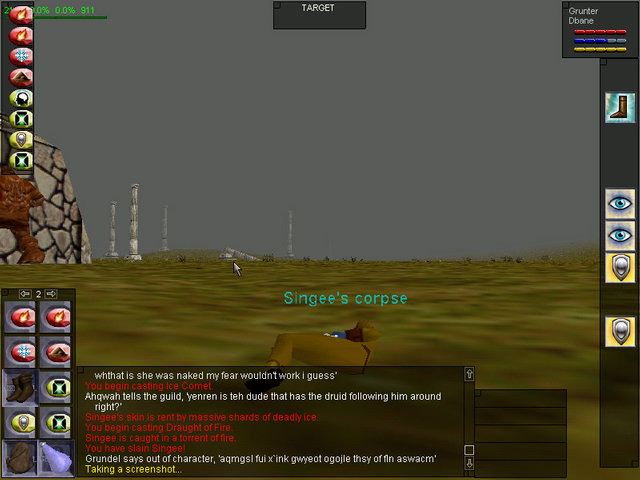 0.0% 911
TARGET
Grunter
Dbane
Singee's corpse
2
whthat is she was naked my fear wouldn't work i guess'
You begin casting Ice Comet.
Ahqwah tells the guild, 'yenren is teh dude that has the druid following him around
right?'
Singee's skin is rent by massive shards of deadly ice.
You begin casting Draught of Fire.
Singee is caught in a torrent of fire.
You have slain Singee!
Grundel says out of character, 'aqmgsl fui x`ink gwyeot ogojle thsy of fln aswacm'
Taking a screenshot...